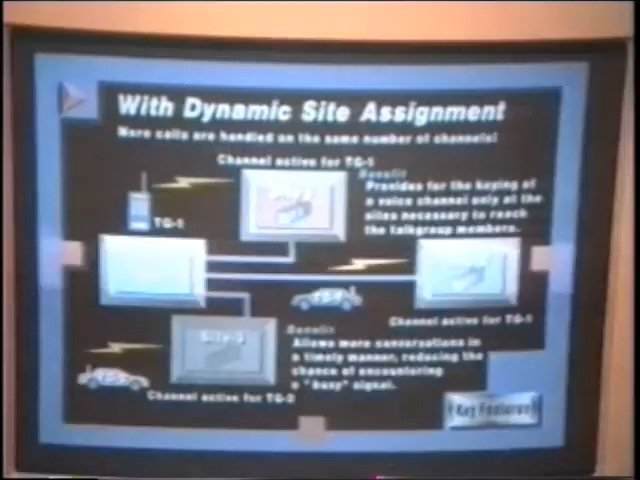 With Dynamic Site Assignment
More calls are handled on the same number of channels!
Channel active for TG-1
Benefit
Provides for the keying of
a voice channel only at the
sites necessary to reach
the talkgroup members.
TG-1
Channel active for TG-1
Site-3
Benefit
Allows more conversations in
a timely manner, reducing the
chance of encountering
a "busy" signal.
Channel active for TG-2
Key Features